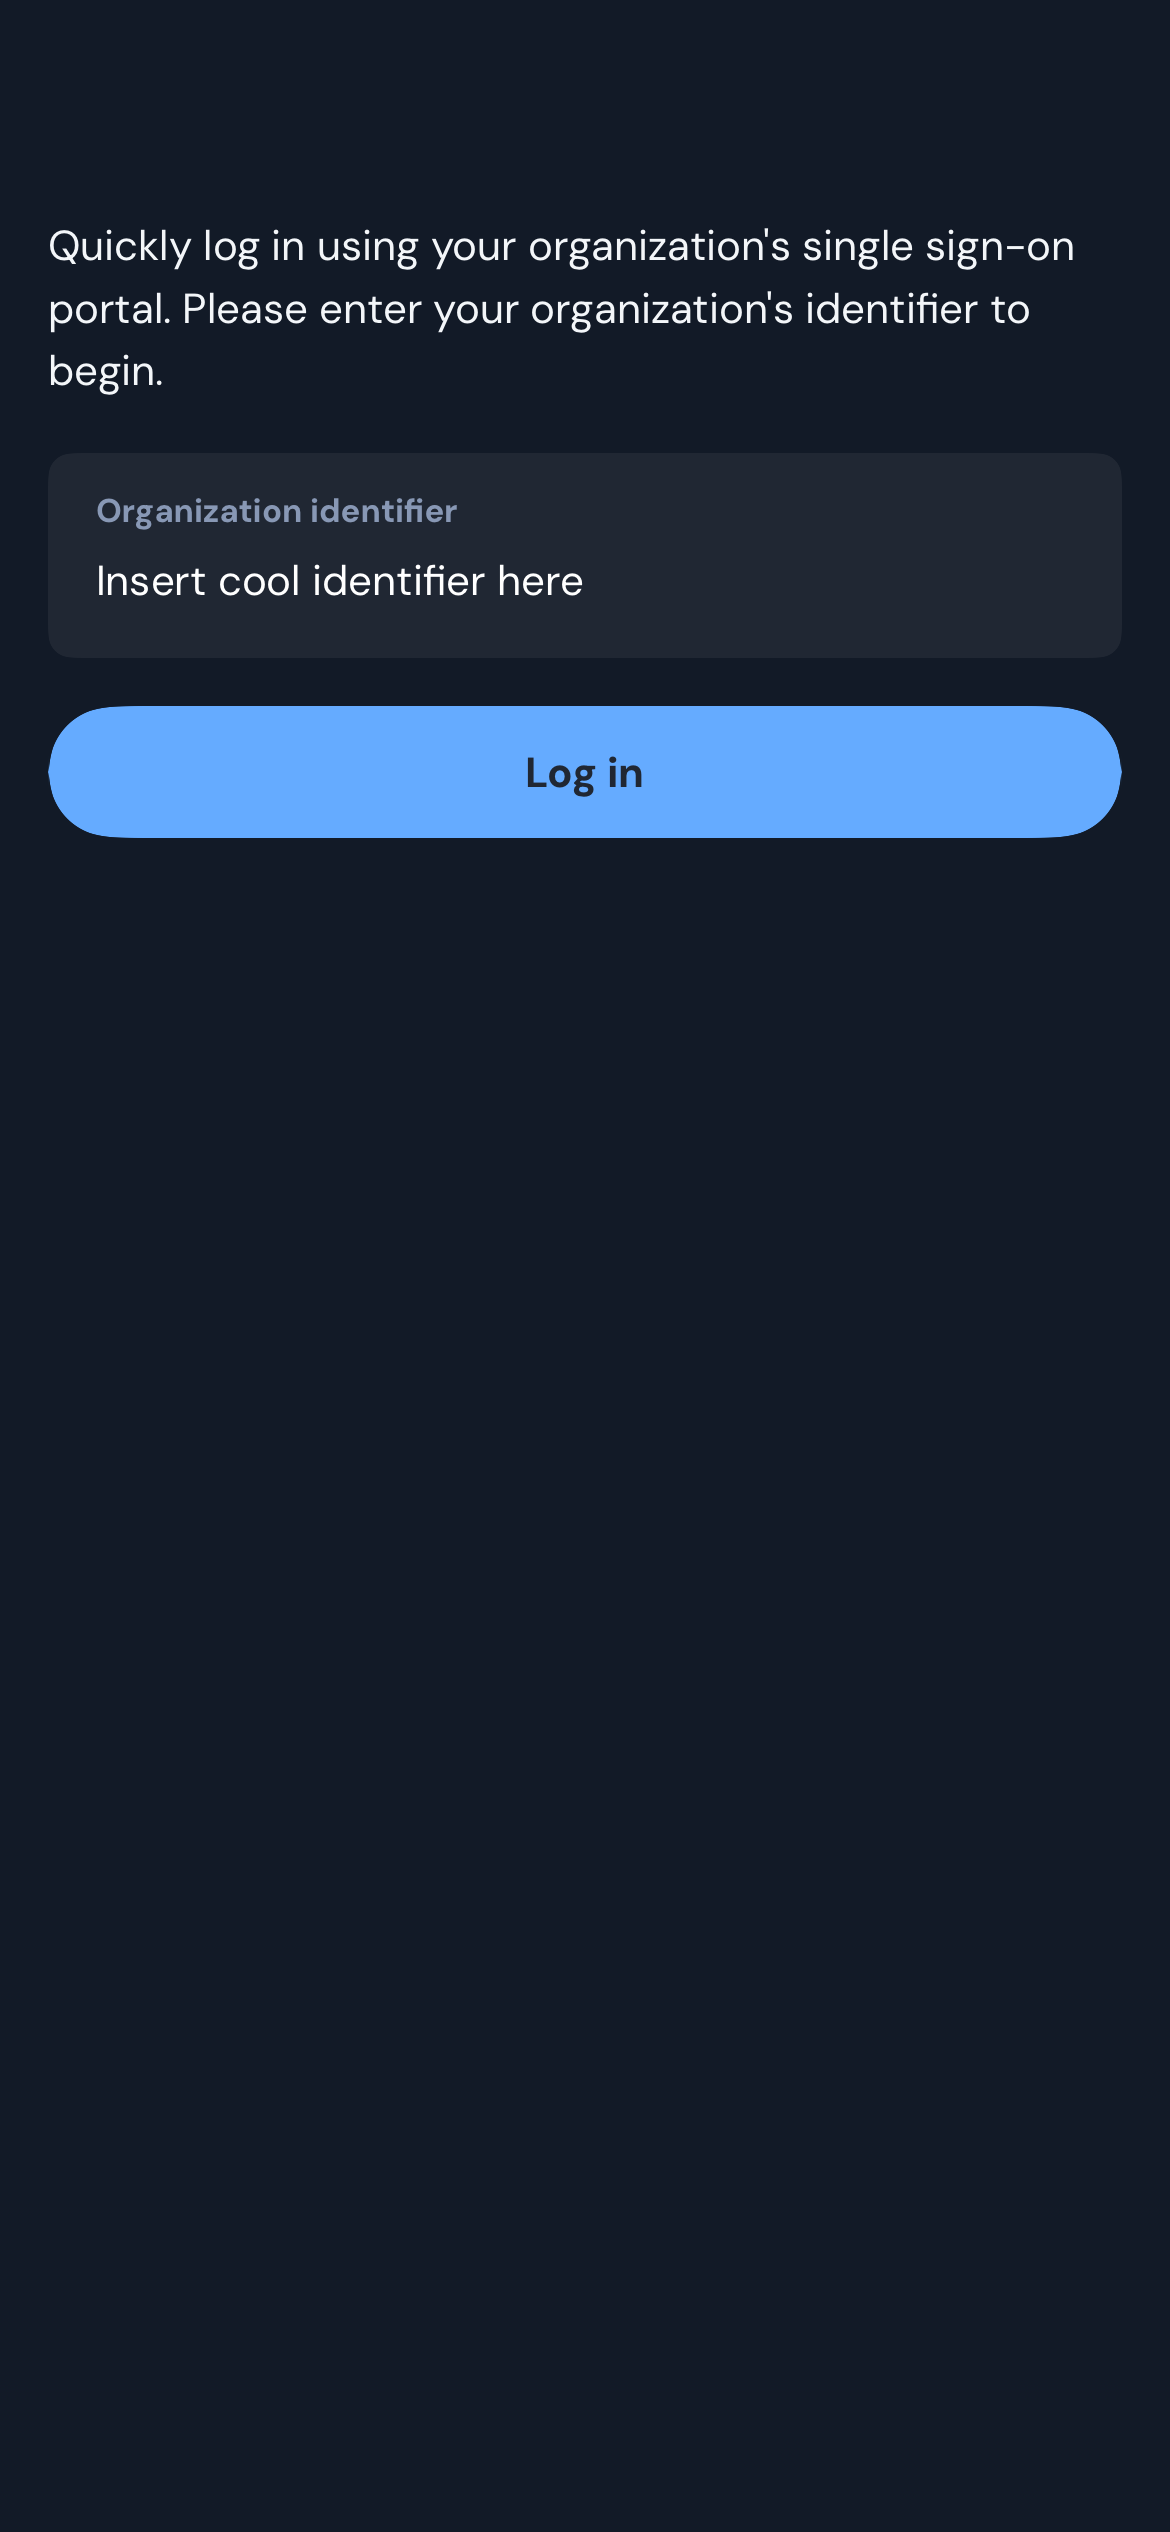 Quickly log in using your organization's single sign-on
portal. Please enter your organization's identifier to
begin.
Organization identifier
Insert cool identifier here
Log in